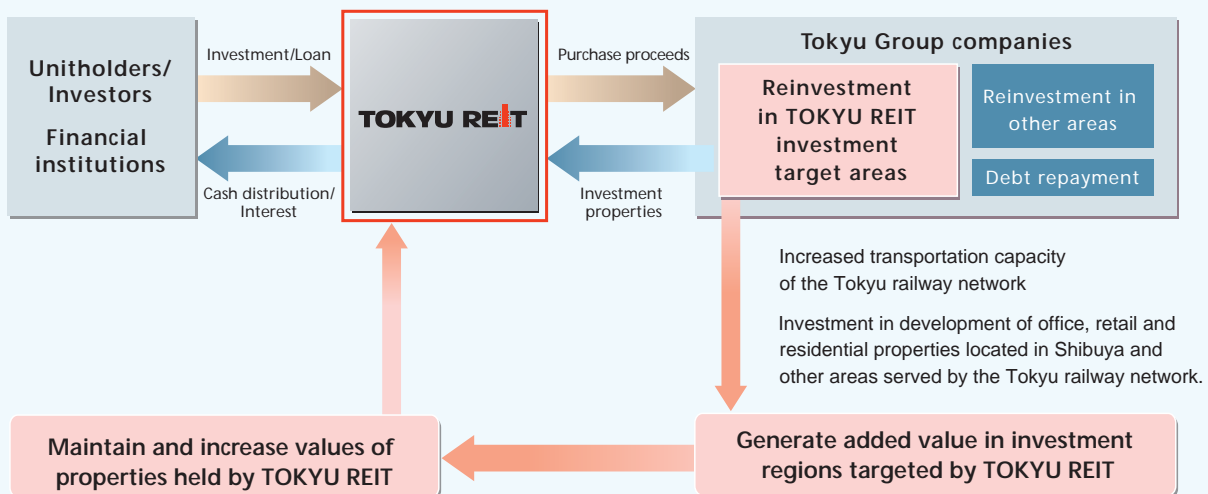 Unitholders/
Investors
Financial
institutions
Investment/Loan
Cash distribution/
Interest
TOKYU REIT
Purchase proceeds
Investment
properties
Tokyu Group companies
Reinvestment
in TOKYU REIT
investment
target areas
Reinvestment in
other areas
Debt repayment
Increased transportation capacity
of the Tokyu railway network
Investment in development of office, retail and
residential properties located in Shibuya and
other areas served by the Tokyu railway network.
Maintain and increase values of
properties held by TOKYU REIT
Generate added value in investment
regions targeted by TOKYU REIT